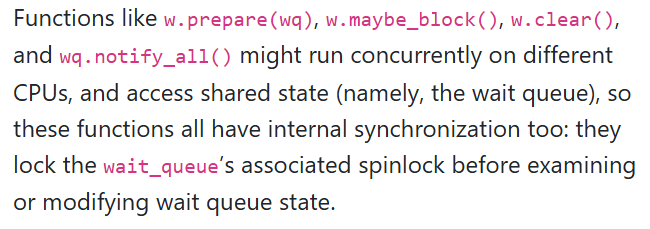 Functions like w.prepare(wq), w.maybe_block(), w.clear(),
and wq.notify_all() might run concurrently on different
CPUs, and access shared state (namely, the wait queue), so
these functions all have internal synchronization too: they
lock the wait_queue’s associated spinlock before examining
or modifying wait queue state.